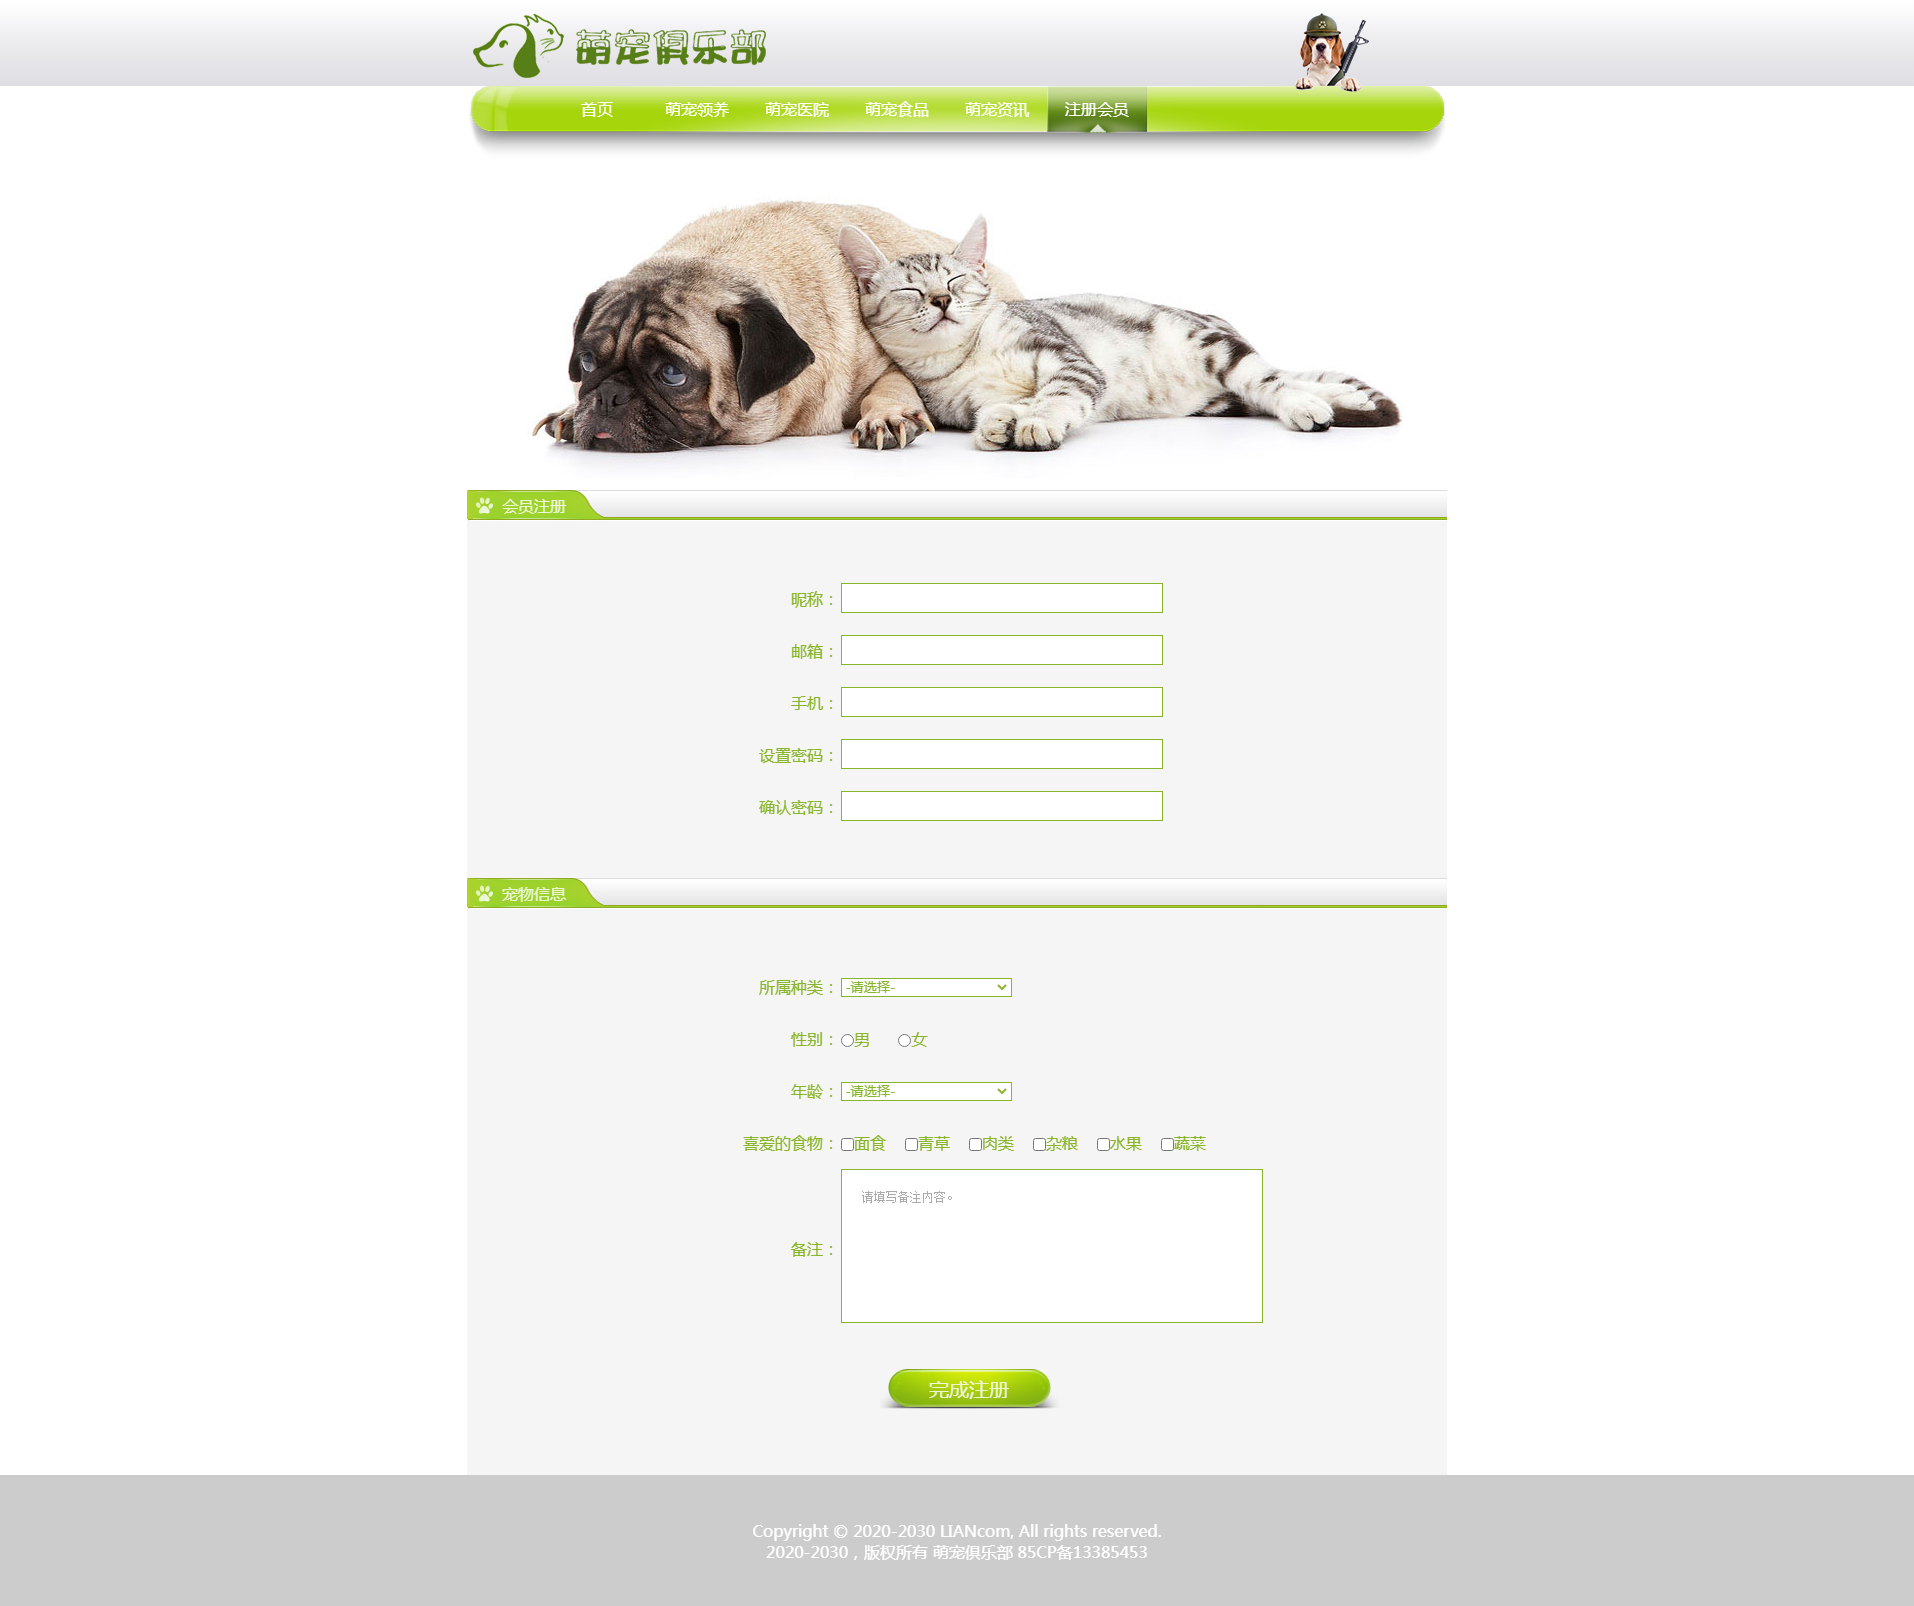 萌宠俱乐部
首页 萌宠领养 萌宠医院 萌宠食品 萌宠资讯 注册会员
会员注册
昵称：
邮箱：
手机：
设置密码：
确认密码：
宠物信息
所属种类： -请选择-
性别： 男 女
年龄： -请选择-
喜爱的食物： 面食 青草 肉类 杂粮 水果 蔬菜
请填写备注内容。
备注：
完成注册
Copyright © 2020-2030 LIANcom, All rights reserved.
2020-2030，版权所有 萌宠俱乐部 85CP备13385453